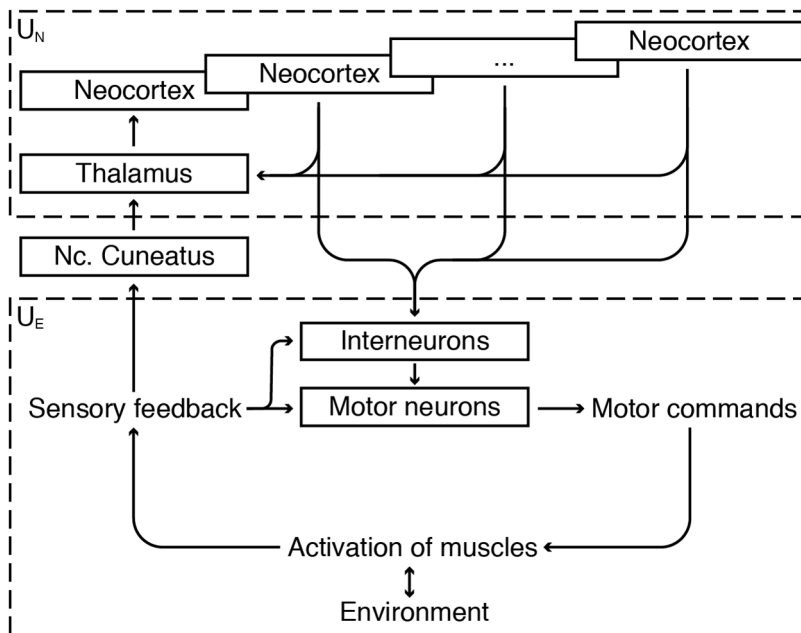 U_N
Neocortex
...
Neocortex
Neocortex
Thalamus
Nc. Cuneatus
U_E
Interneurons
Sensory feedback
Motor neurons
Motor commands
Activation of muscles
Environment